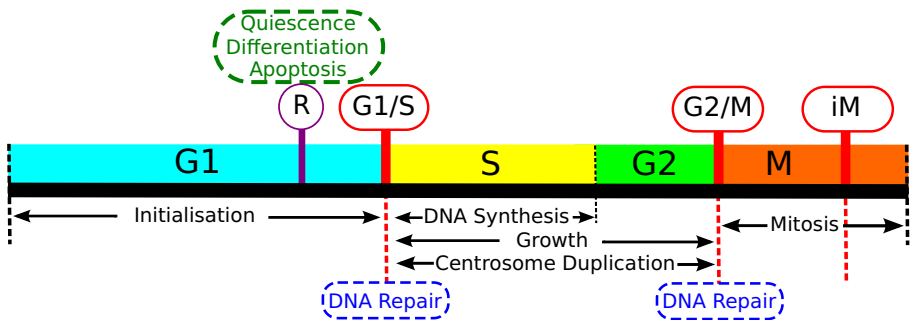 Quiescence
Differentiation
Apoptosis
R
G1/S
G2/M
iM
G1
S
G2
M
Initialisation
DNA Synthesis
Mitosis
Growth
Centrosome Duplication
DNA Repair
DNA Repair